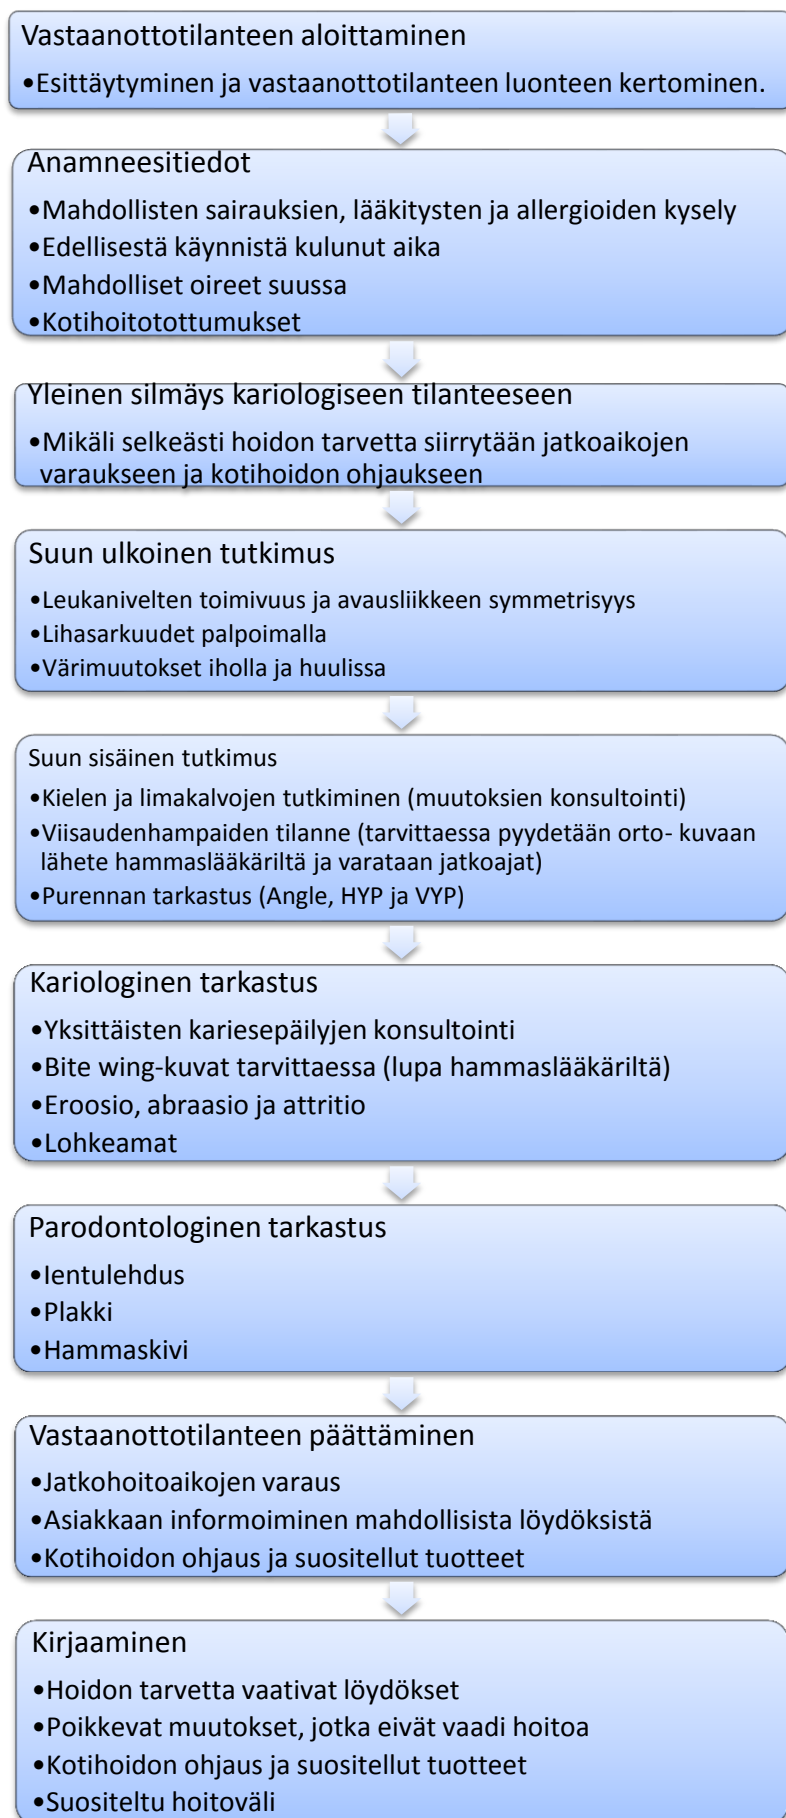 Vastaanottotilanteen aloittaminen
•Esittäytyminen ja vastaanottotilanteen luonteen kertominen.
Anamneesitiedot
•Mahdollisten sairauksien, lääkitysten ja allergioiden kysely
•Edellisestä käynnistä kulunut aika
•Mahdolliset oireet suussa
•Kotihoitotottumukset
Yleinen silmäys kariologiseen tilanteeseen
•Mikäli selkeästi hoidon tarvetta siirrytään jatkoaikojen
varaukseen ja kotihoidon ohjaukseen
Suun ulkoinen tutkimus
•Leukanivelten toimivuus ja avausliikkeen symmetrisyys
•Lihasarkuudet palpoimalla
•Värimuutokset iholla ja huulissa
Suun sisäinen tutkimus
•Kielen ja limakalvojen tutkiminen (muutoksien konsultointi)
•Viisaudenhampaiden tilanne (tarvittaessa pyydetään orto- kuvaan
lähete hammaslääkäriltä ja varataan jatkoajat)
•Purennan tarkastus (Angle, HYP ja VYP)
Kariologinen tarkastus
•Yksittäisten kariesepäilyjen konsultointi
•Bite wing-kuvat tarvittaessa (lupa hammaslääkäriltä)
•Eroosio, abraasio ja attritio
•Lohkeamat
Parodontologinen tarkastus
•Ientulehdus
•Plakki
•Hammaskivi
Vastaanottotilanteen päättäminen
•Jatkohoitoaikojen varaus
•Asiakkaan informoiminen mahdollisista löydöksistä
•Kotihoidon ohjaus ja suositellut tuotteet
Kirjaaminen
•Hoidon tarvetta vaativat löydökset
•Poikkevat muutokset, jotka eivät vaadi hoitoa
•Kotihoidon ohjaus ja suositellut tuotteet
•Suositeltu hoitoväli